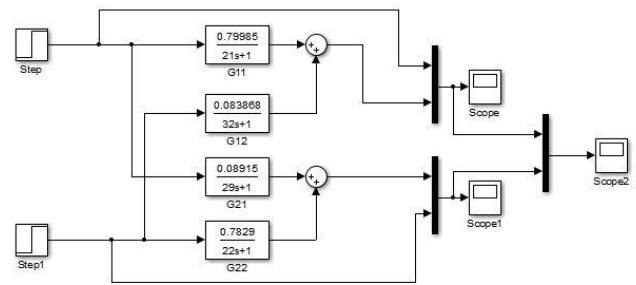 0.79985
21s+1
Step
G11
0.083868
32s+1
Scope
G12
0.08915
29s+1
Scope2
G21
0.7829
22s+1
Scope1
Step1
G22